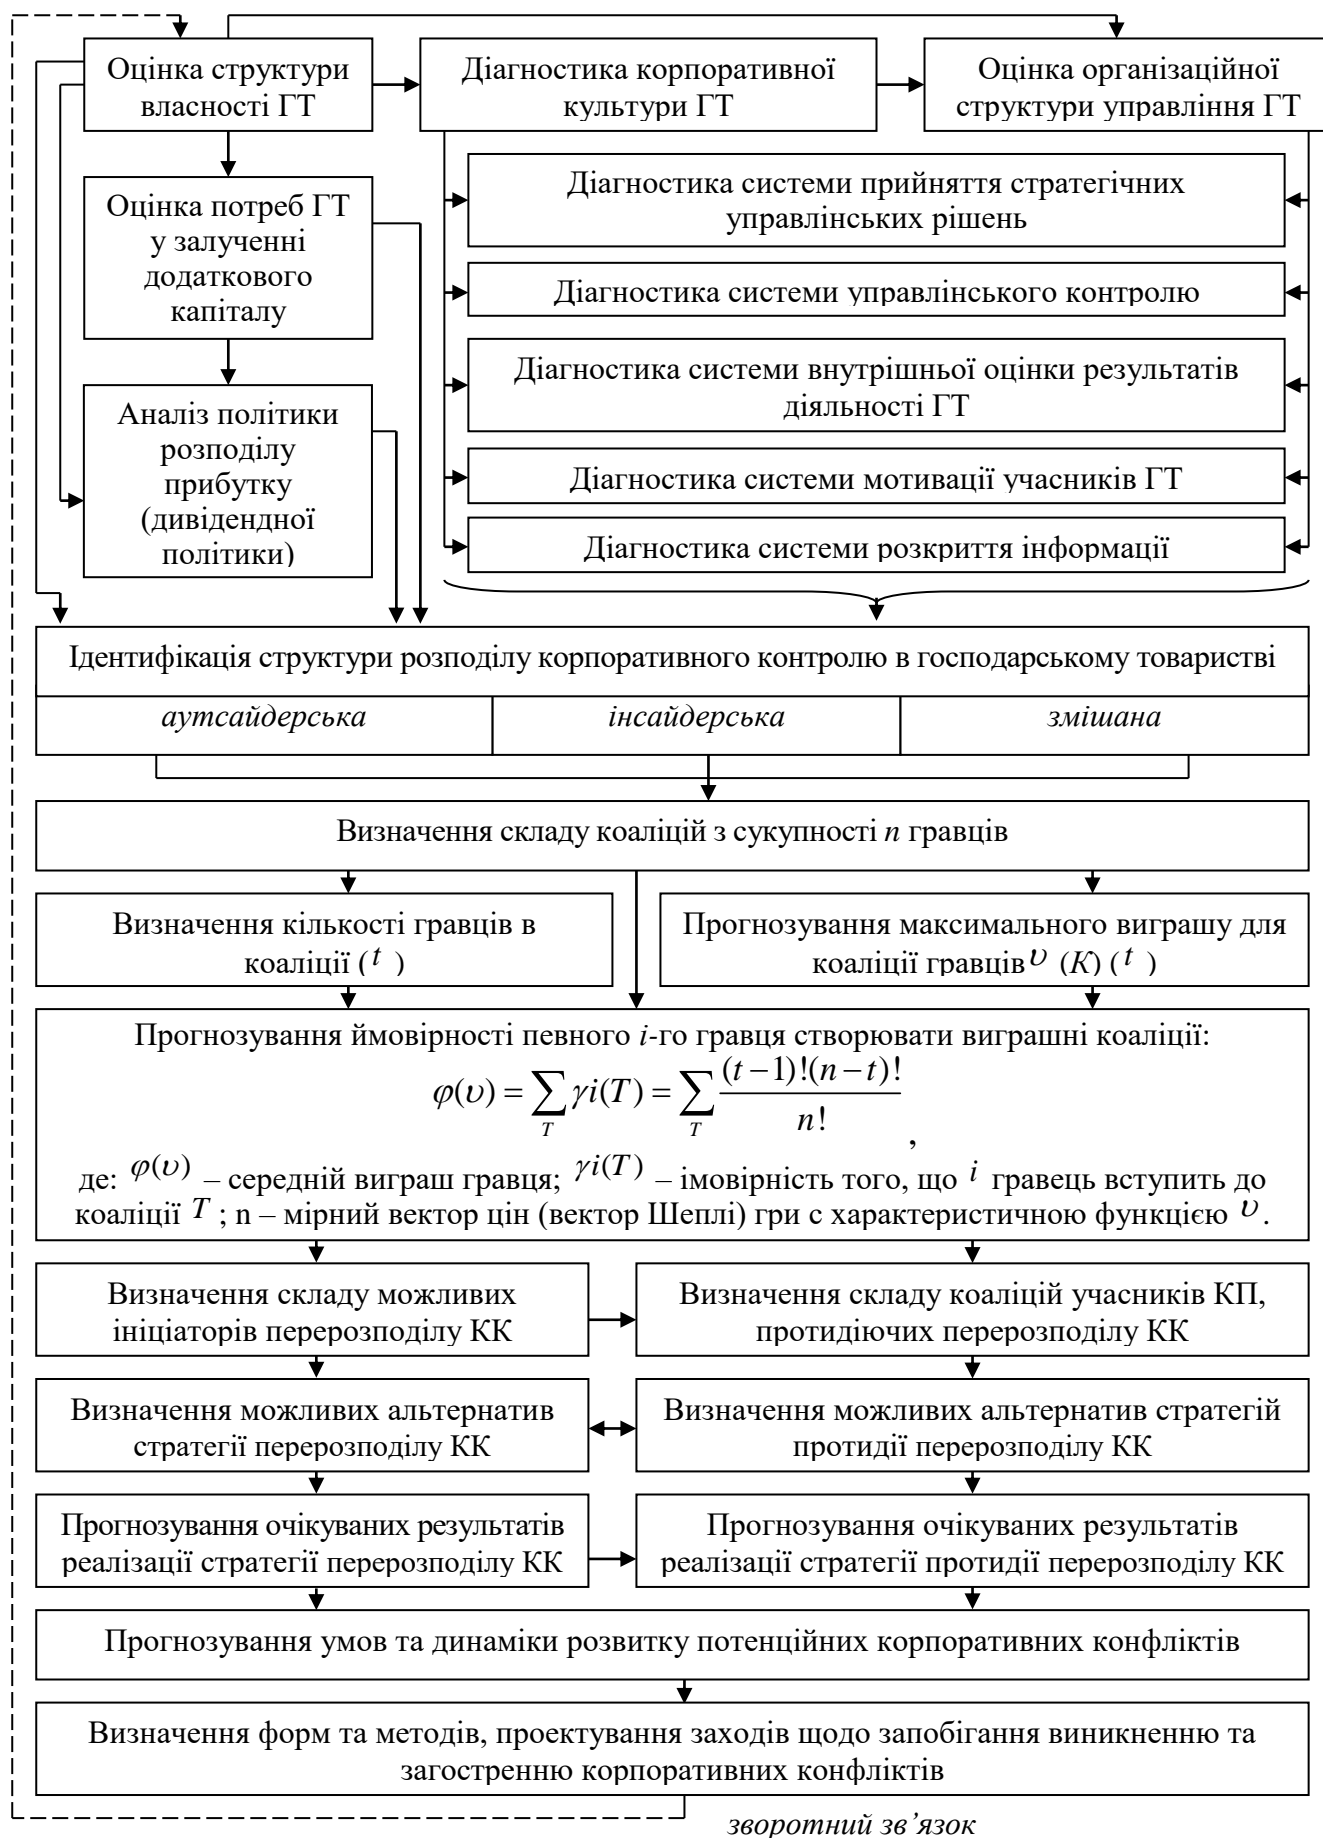 Оцінка структури
власності ГТ
Діагностика корпоративної
культури ГТ
Оцінка організаційної
структури управління ГТ
Оцінка потреб ГТ
у залученні
додаткового
капіталу
Аналіз політики
розподілу
прибутку
(дивідендної
політики)
Діагностика системи прийняття стратегічних
управлінських рішень
Діагностика системи управлінського контролю
Діагностика системи внутрішньої оцінки результатів
діяльності ГТ
Діагностика системи мотивації учасників ГТ
Діагностика системи розкриття інформації
Ідентифікація структури розподілу корпоративного контролю в господарському товаристві
аутсайдерська
інсайдерська
змішана
Визначення складу коаліцій з сукупності n гравців
Визначення кількості гравців в
коаліції ( t )
Прогнозування максимального виграшу для
коаліції гравців υ (К) ( t )
Прогнозування ймовірності певного і-го гравця створювати виграшні коаліції:
φ(υ) = ∑_T γi(T) = ∑_T (t−1)!(n−t)! / n! ,
де: φ(υ) – середній виграш гравця; γi(T) – імовірність того, що i гравець вступить до
коаліції T ; n – мірний вектор цін (вектор Шеплі) гри с характеристичною функцією υ .
Визначення складу можливих
ініціаторів перерозподілу КК
Визначення складу коаліцій учасників КП,
протидіючих перерозподілу КК
Визначення можливих альтернатив
стратегії перерозподілу КК
Визначення можливих альтернатив стратегій
протидії перерозподілу КК
Прогнозування очікуваних результатів
реалізації стратегії перерозподілу КК
Прогнозування очікуваних результатів
реалізації стратегії протидії перерозподілу КК
Прогнозування умов та динаміки розвитку потенційних корпоративних конфліктів
Визначення форм та методів, проектування заходів щодо запобігання виникненню та
загостренню корпоративних конфліктів
зворотний зв’язок